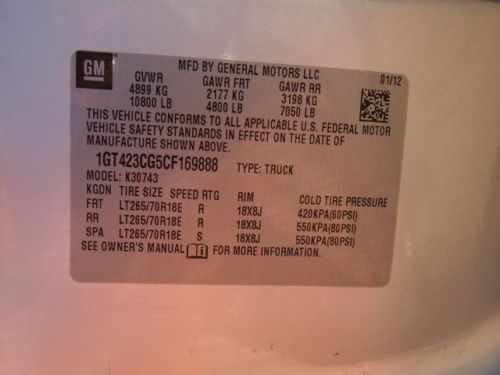 GM
MFD BY GENERAL MOTORS LLC
01/12
GVWR GAWR FRT GAWR RR
4899 KG 2177 KG 3198 KG
10800 LB 4800 LB 7050 LB
THIS VEHICLE CONFORMS TO ALL APPLICABLE U.S. FEDERAL MOTOR
VEHICLE SAFETY STANDARDS IN EFFECT ON THE DATE OF
MANUFACTURE SHOWN ABOVE.
1GT423CG5CF169888 TYPE: TRUCK
MODEL: K30743
KGDN TIRE SIZE SPEED RTG RIM COLD TIRE PRESSURE
FRT LT265/70R18E R 18X8J 420KPA(60PSI)
RR LT265/70R18E R 18X8J 550KPA(80PSI)
SPA LT265/70R18E S 18X8J 550KPA(80PSI)
SEE OWNER'S MANUAL FOR MORE INFORMATION.